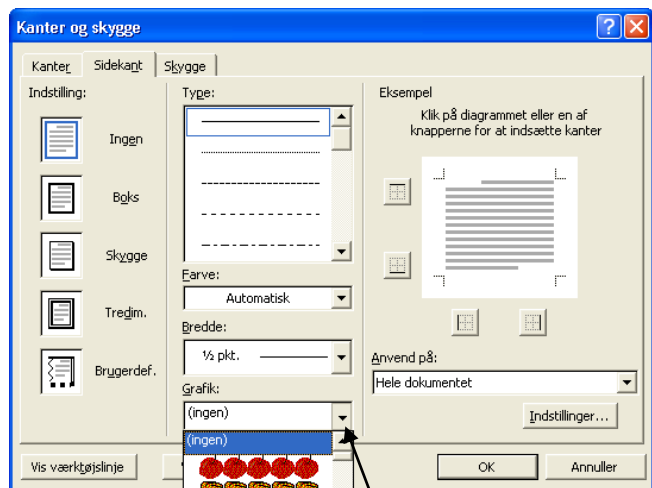 Kanter og skygge
Kanter
Sidekant
Skygge
Indstilling:
Ingen
Boks
Skygge
Tredim.
Brugerdef.
Type:
Farve:
Automatisk
Bredde:
½ pkt.
Grafik:
(ingen)
(ingen)
Eksempel
Klik på diagrammet eller en af
knapperne for at indsætte kanter
Anvend på:
Hele dokumentet
Indstillinger...
Vis værktøjslinje
OK
Annuller